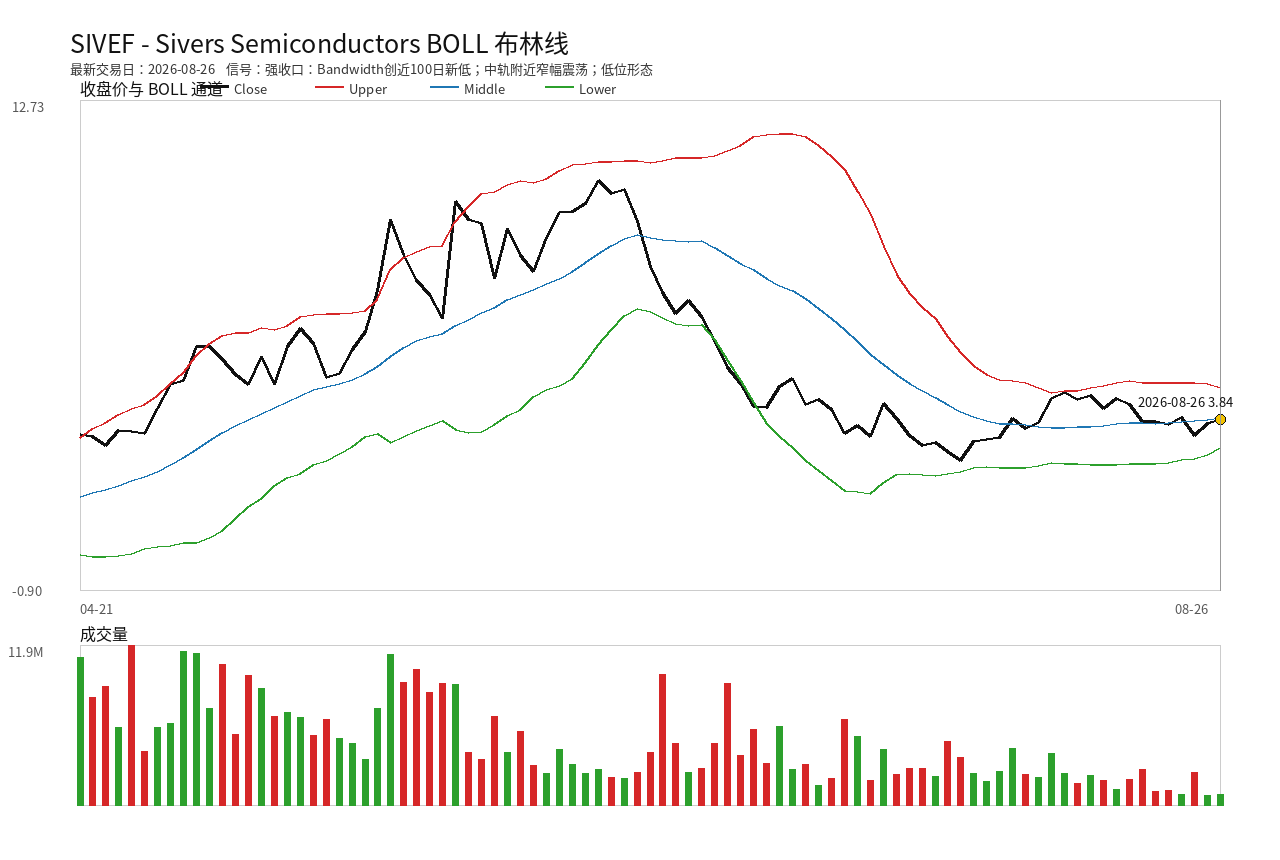 SIVEF - Sivers Semiconductors BOLL 布林线
最新交易日：2026-08-26 信号：强收口：Bandwidth创近100日新低；中轨附近窄幅震荡；低位形态
收盘价与 BOLL 通道 Close Upper Middle Lower
12.73
2026-08-26 3.84
-0.90
04-21 08-26
成交量
11.9M